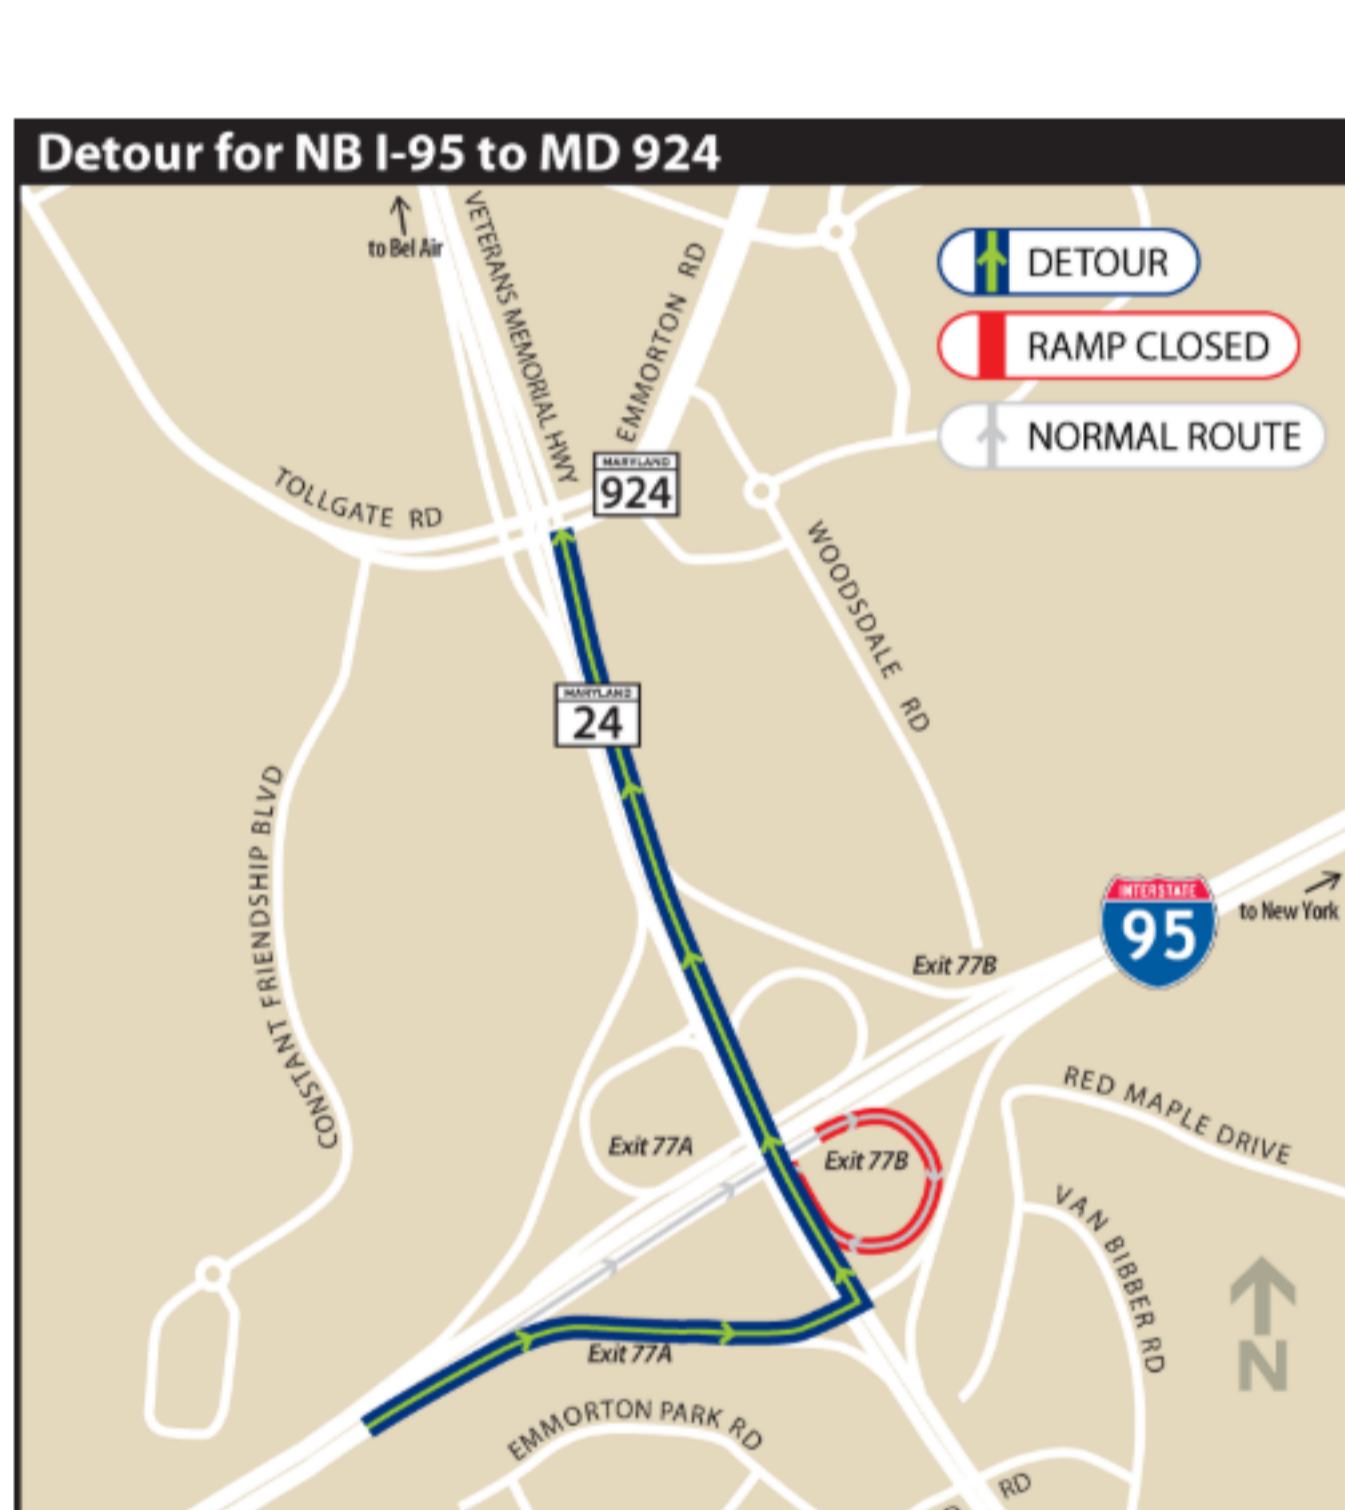 Detour for NB I-95 to MD 924
to Bel Air
VETERANS MEMORIAL HWY
EMMORTON RD
DETOUR
RAMP CLOSED
NORMAL ROUTE
MARYLAND
924
TOLLGATE RD
WOODSDALE RD
MARYLAND
24
CONSTANT FRIENDSHIP BLVD
INTERSTATE
95
to New York
Exit 77B
RED MAPLE DRIVE
Exit 77A
Exit 77B
VAN BIBBER RD
N
Exit 77A
EMMORTON PARK RD
RD